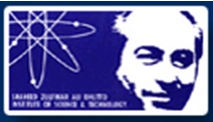 SHAHEED ZULFIKAR ALI BHUTTO
INSTITUTE OF SCIENCE & TECHNOLOGY